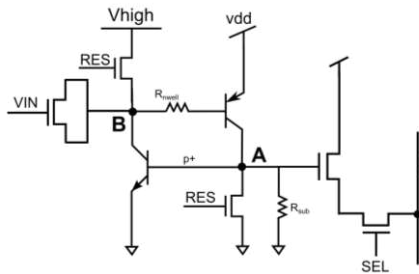 Vhigh
vdd
RES
Rnwell
VIN
B
A
p+
RES
Rsub
SEL